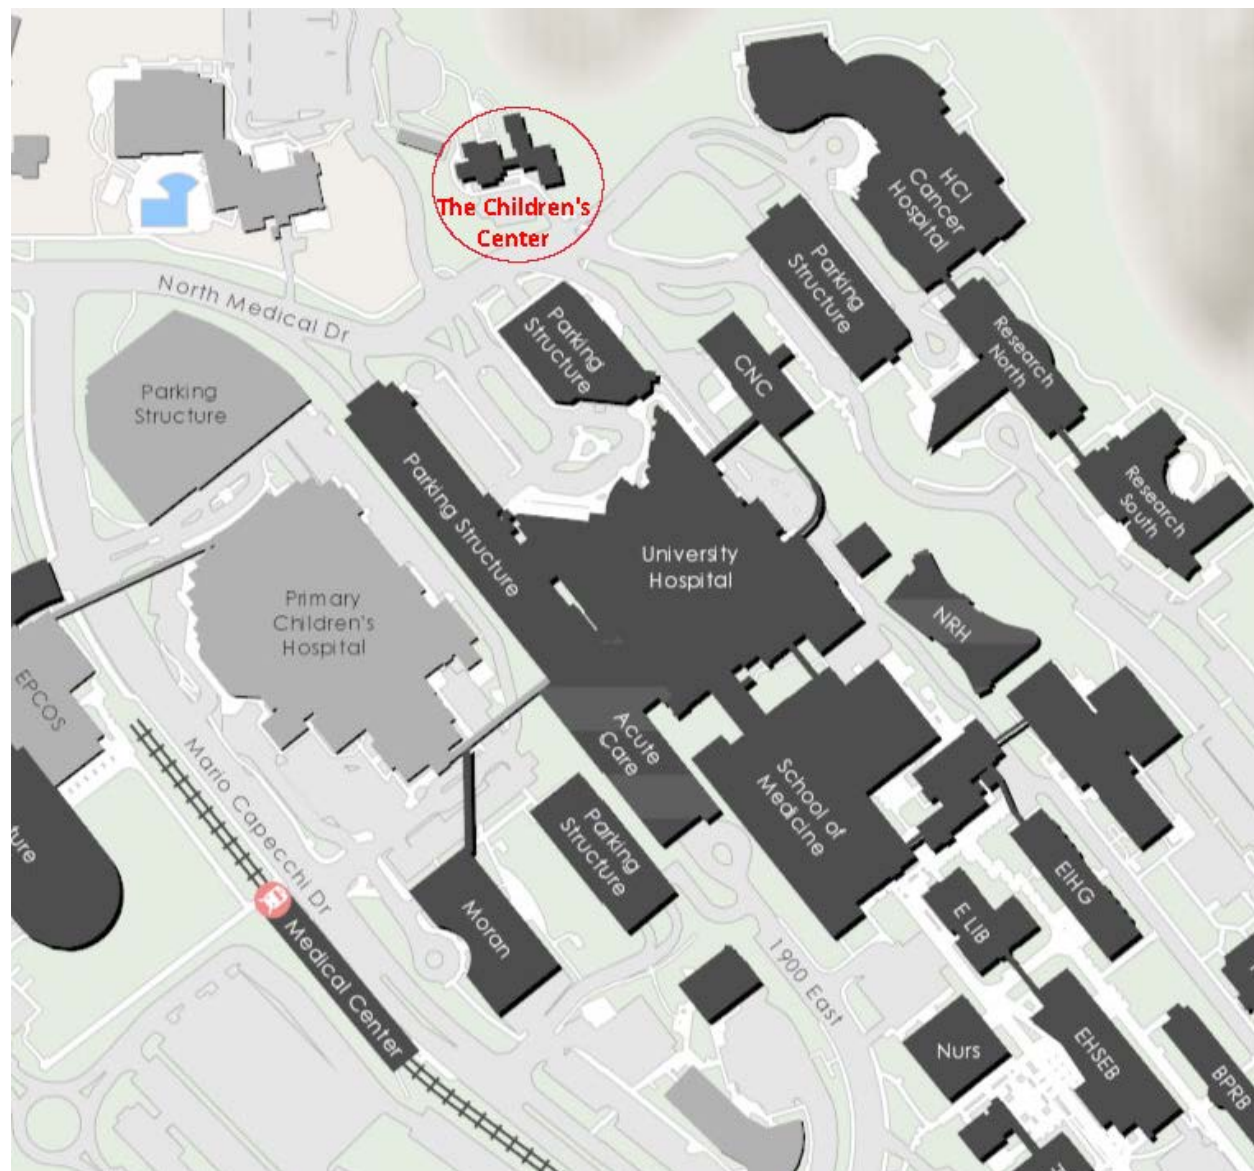 The Children's
Center
HCI
Cancer
Hospital
Parking
Structure
North Medical Dr
Parking
Structure
CNC
Research
North
Parking
Structure
Parking Structure
Research
South
University
Hospital
Primary
Children's
Hospital
NRH
EPCOS
Acute
Care
School of
Medicine
Mario Capecchi Dr
Parking
Structure
ture
EIHG
E LIB
Moran
Medical Center
1900 East
Nurs
EHSEB
BPRB